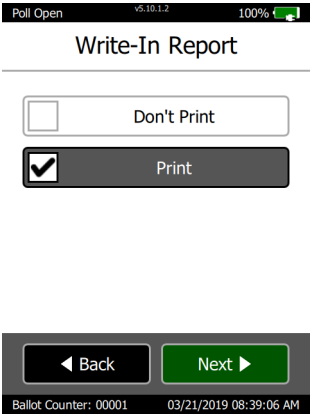 Poll Open v5.10.1.2 100%
Write-In Report
Don't Print
Print
Back Next
Ballot Counter: 00001 03/21/2019 08:39:06 AM